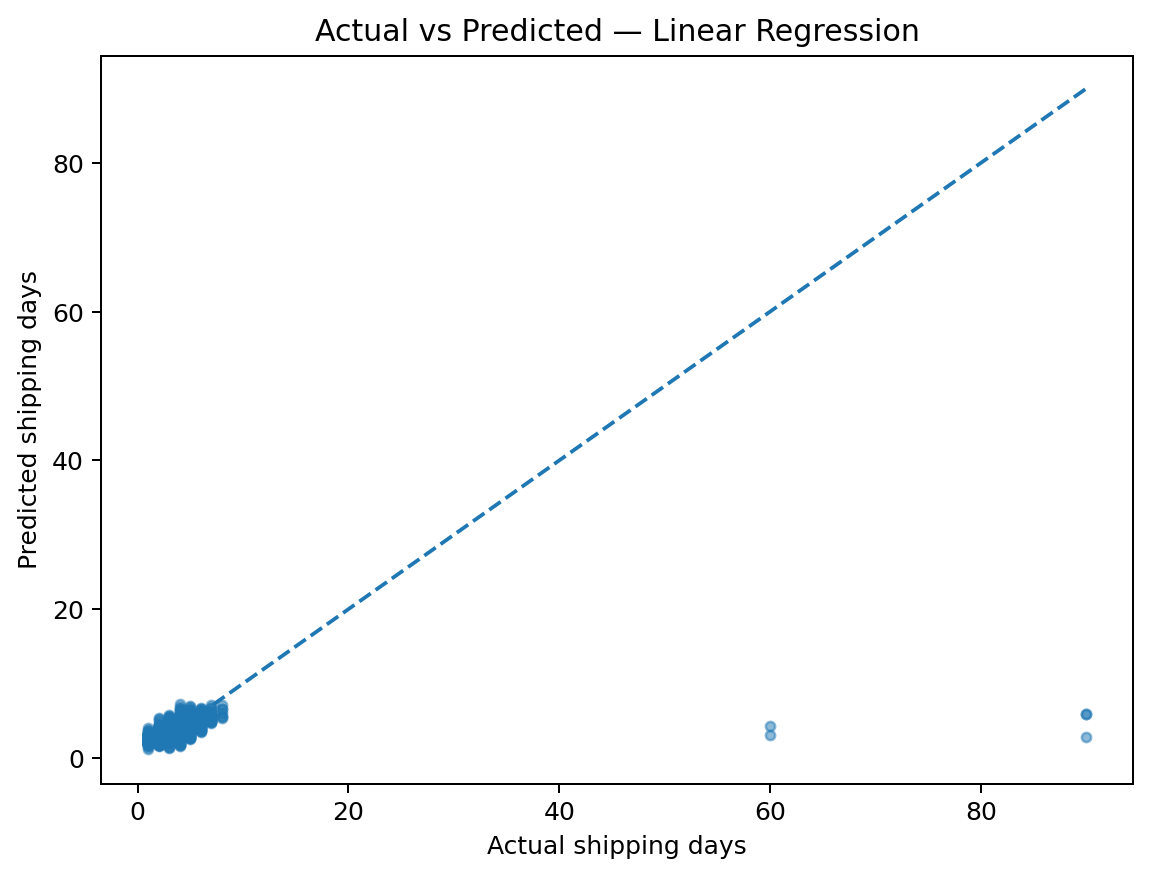 Actual vs Predicted — Linear Regression
Predicted shipping days
80
60
40
20
0
0 20 40 60 80
Actual shipping days